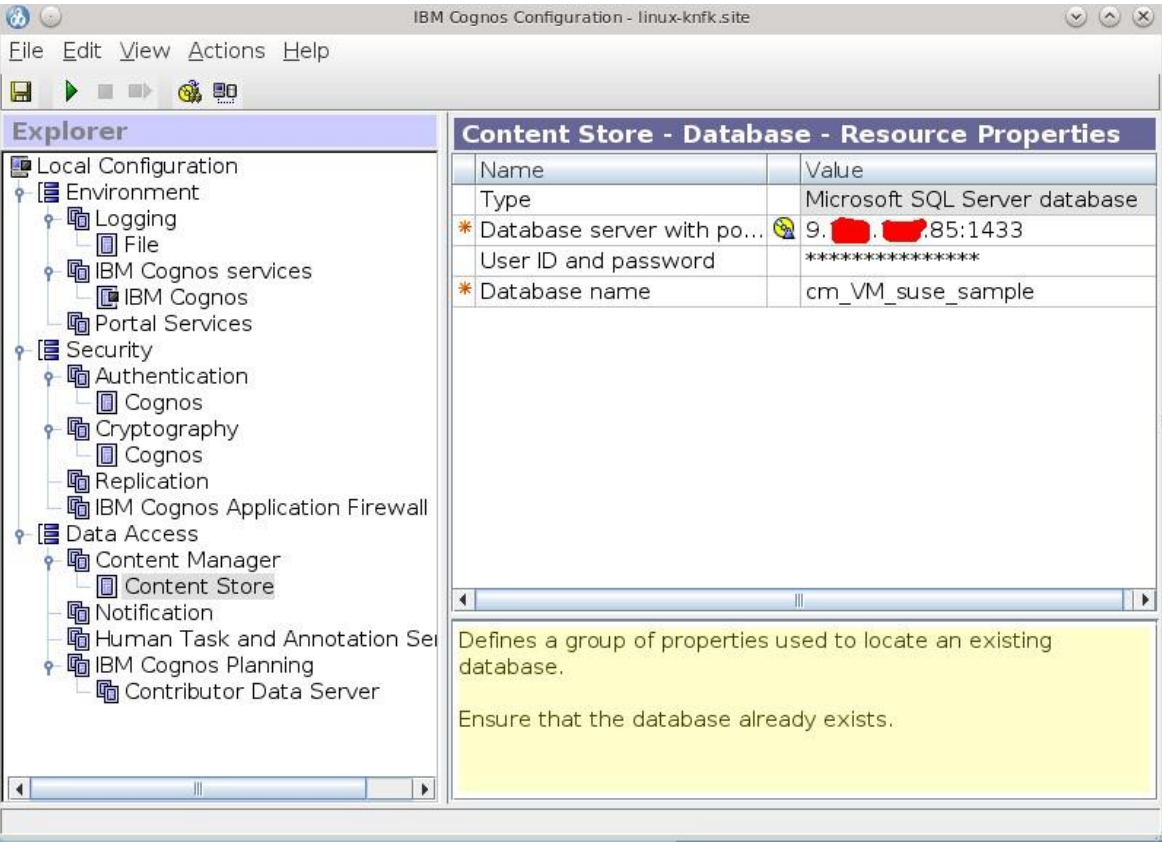 IBM Cognos Configuration - linux-knfk.site
File Edit View Actions Help
Explorer
Local Configuration
Environment
Logging
File
IBM Cognos services
IBM Cognos
Portal Services
Security
Authentication
Cognos
Cryptography
Cognos
Replication
IBM Cognos Application Firewall
Data Access
Content Manager
Content Store
Notification
Human Task and Annotation Ser
IBM Cognos Planning
Contributor Data Server
Content Store - Database - Resource Properties
Name Value
Type Microsoft SQL Server database
* Database server with po... 9. . .85:1433
User ID and password ***************
* Database name cm_VM_suse_sample
Defines a group of properties used to locate an existing
database.
Ensure that the database already exists.